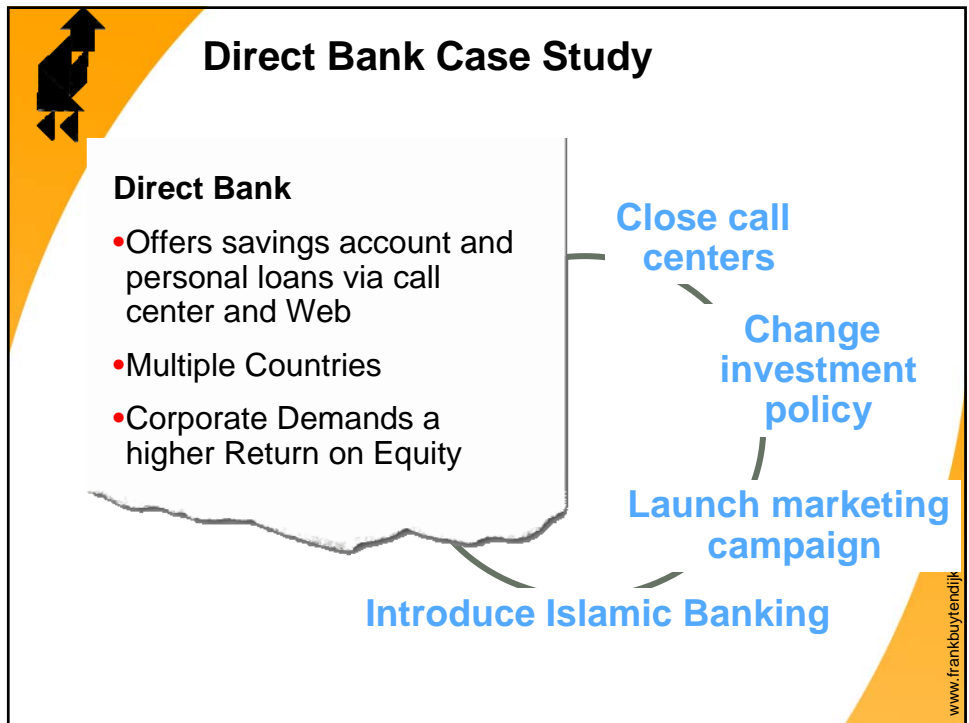 Direct Bank Case Study
Direct Bank
•Offers savings account and
personal loans via call
center and Web
•Multiple Countries
•Corporate Demands a
higher Return on Equity
Close call
centers
Change
investment
policy
Launch marketing
campaign
Introduce Islamic Banking
www.frankbuytendijk